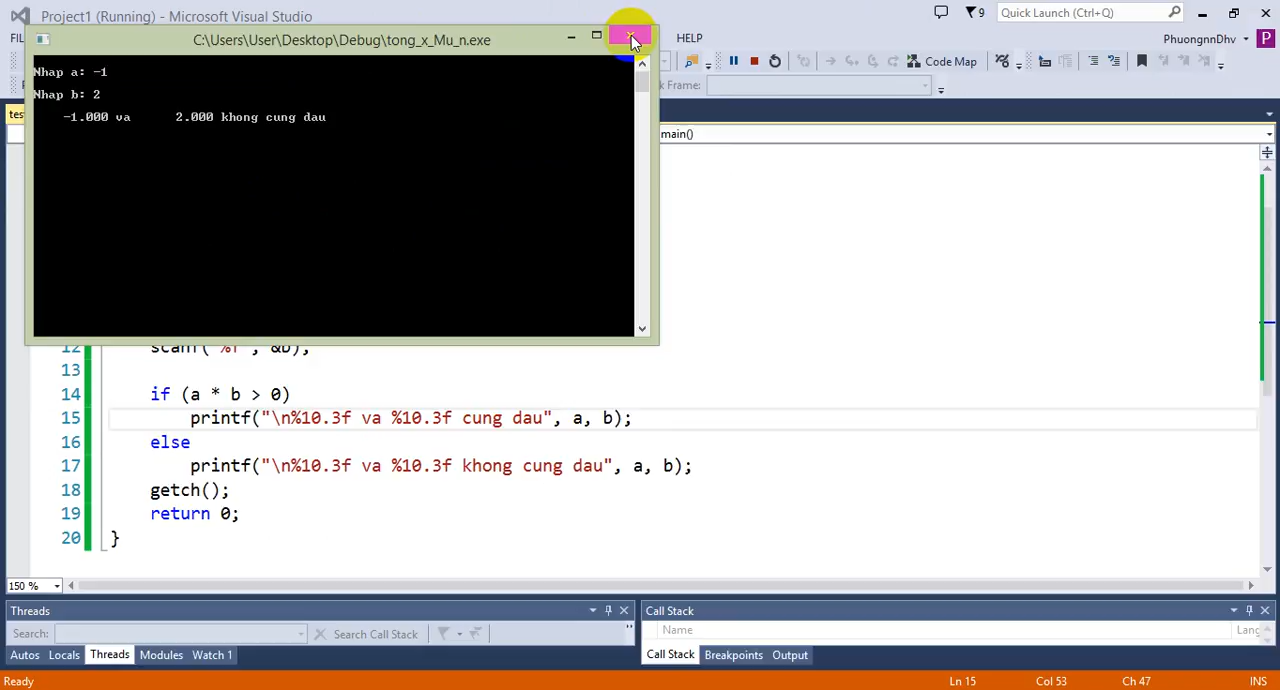 Project1 (Running) - Microsoft Visual Studio
9
Quick Launch (Ctrl+Q)
C:\Users\User\Desktop\Debug\tong_x_Mu_n.exe
HELP
PhuongnnDhv
P
Code Map
Frame:
Nhap a: -1
Nhap b: 2
-1.000 va 2.000 khong cung dau
main()
12 scanf("%f", &b);
13
14 if (a * b > 0)
15 printf("\n%10.3f va %10.3f cung dau", a, b);
16 else
17 printf("\n%10.3f va %10.3f khong cung dau", a, b);
18 getch();
19 return 0;
20 }
150 %
Threads
Call Stack
Search:
Search Call Stack
Name
Autos Locals Threads Modules Watch 1
Call Stack Breakpoints Output
Ready
Ln 15 Col 53 Ch 47 INS